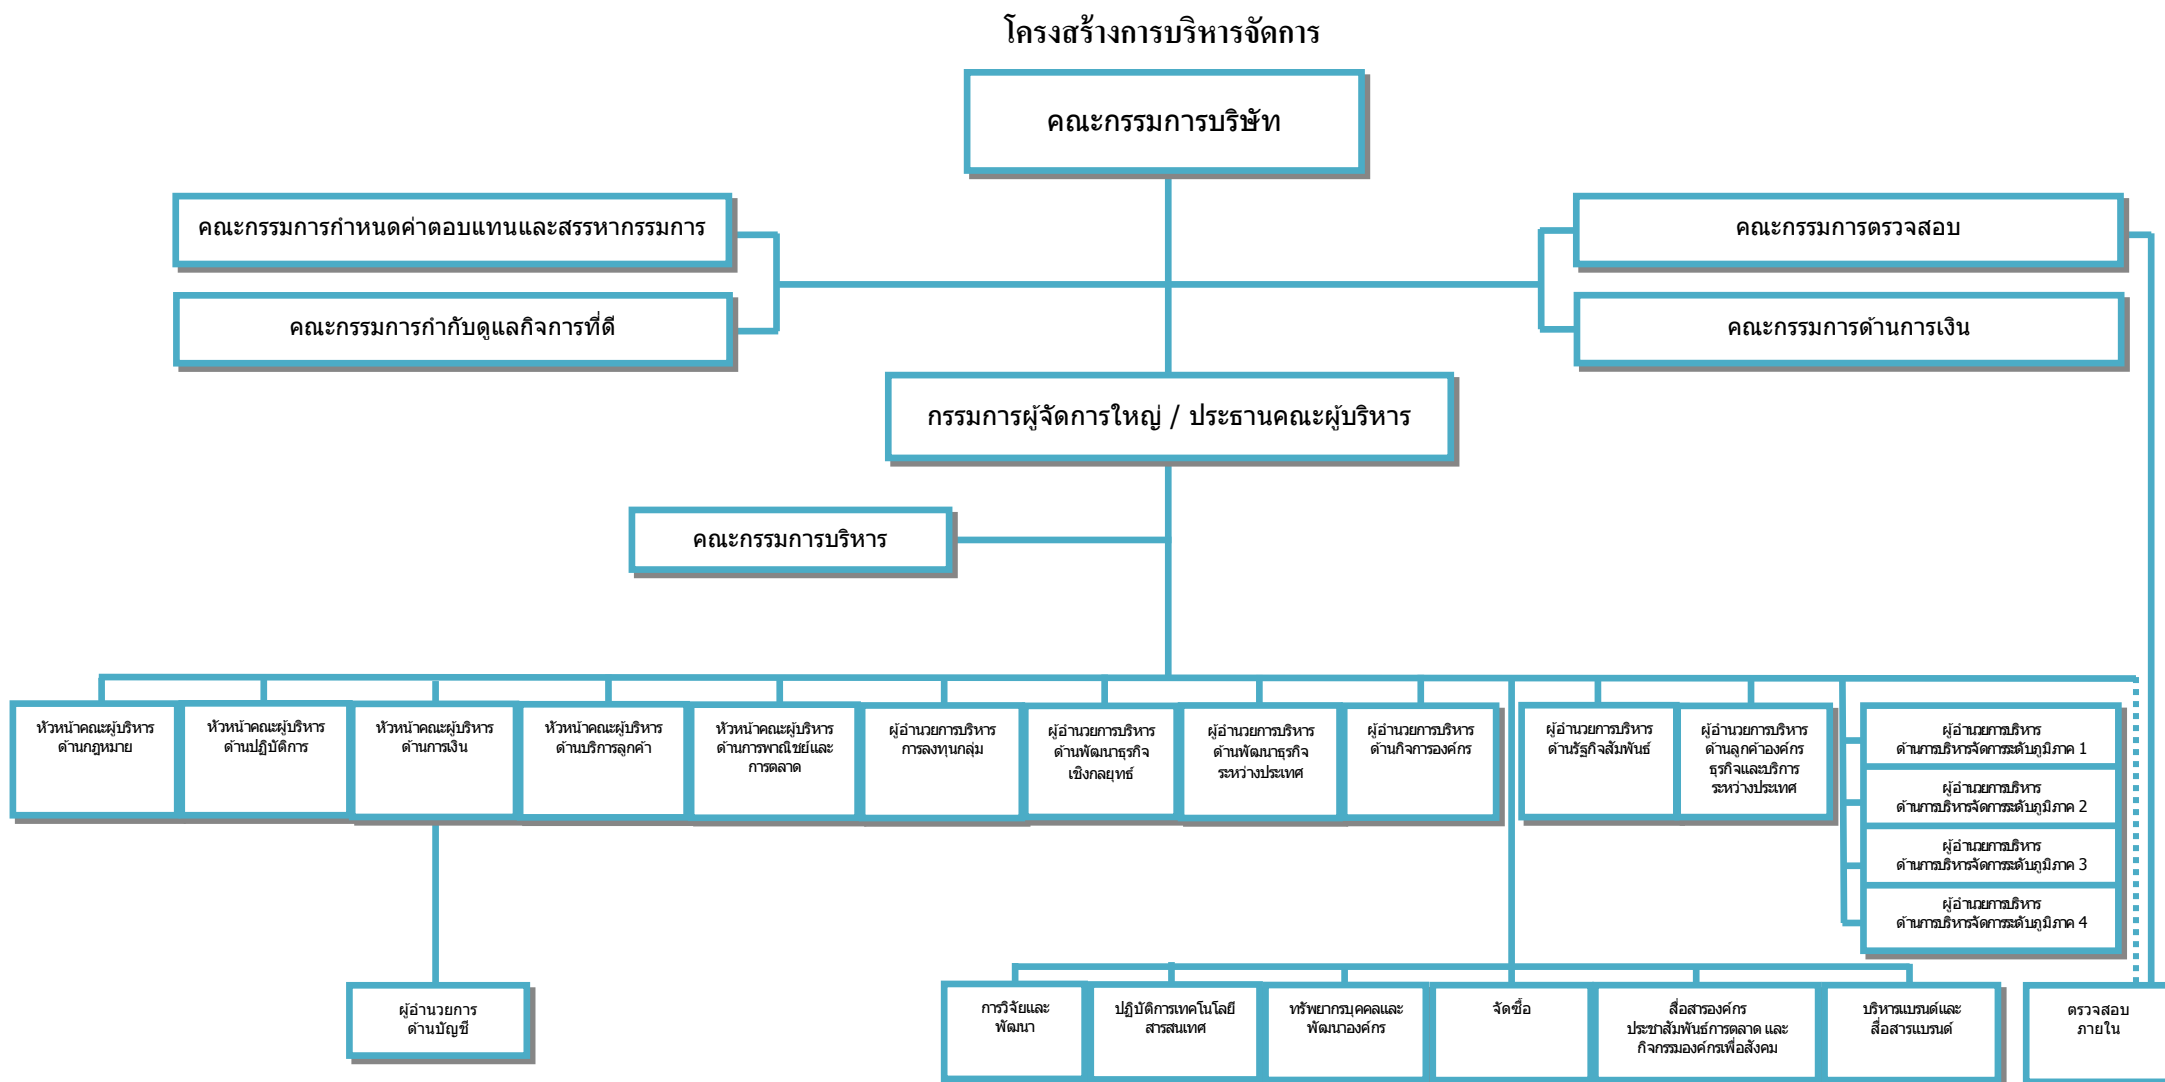 โครงสร้างการบริหารจัดการ
คณะกรรมการบริษัท
คณะกรรมการกำหนดค่าตอบแทนและสรรหากรรมการ
คณะกรรมการตรวจสอบ
คณะกรรมการกำกับดูแลกิจการที่ดี
คณะกรรมการด้านการเงิน
กรรมการผู้จัดการใหญ่ / ประธานคณะผู้บริหาร
คณะกรรมการบริหาร
หัวหน้าคณะผู้บริหาร
ด้านกฎหมาย
หัวหน้าคณะผู้บริหาร
ด้านปฏิบัติการ
หัวหน้าคณะผู้บริหาร
ด้านการเงิน
หัวหน้าคณะผู้บริหาร
ด้านบริการลูกค้า
หัวหน้าคณะผู้บริหาร
ด้านการพาณิชย์และ
การตลาด
ผู้อำนวยการบริหาร
การลงทุนกลุ่ม
ผู้อำนวยการบริหาร
ด้านพัฒนาธุรกิจ
เชิงกลยุทธ์
ผู้อำนวยการบริหาร
ด้านพัฒนาธุรกิจ
ระหว่างประเทศ
ผู้อำนวยการบริหาร
ด้านกิจการองค์กร
ผู้อำนวยการบริหาร
ด้านรัฐกิจสัมพันธ์
ผู้อำนวยการบริหาร
ด้านลูกค้าองค์กร
ธุรกิจและบริการ
ระหว่างประเทศ
ผู้อำนวยการบริหาร
ด้านการบริหารจัดการระดับภูมิภาค 1
ผู้อำนวยการบริหาร
ด้านการบริหารจัดการระดับภูมิภาค 2
ผู้อำนวยการบริหาร
ด้านการบริหารจัดการระดับภูมิภาค 3
ผู้อำนวยการบริหาร
ด้านการบริหารจัดการระดับภูมิภาค 4
ผู้อำนวยการ
ด้านบัญชี
การวิจัยและ
พัฒนา
ปฏิบัติการเทคโนโลยี
สารสนเทศ
ทรัพยากรบุคคลและ
พัฒนาองค์กร
จัดซื้อ
สื่อสารองค์กร
ประชาสัมพันธ์การตลาด และ
กิจกรรมองค์กรเพื่อสังคม
บริหารแบรนด์และ
สื่อสารแบรนด์
ตรวจสอบ
ภายใน